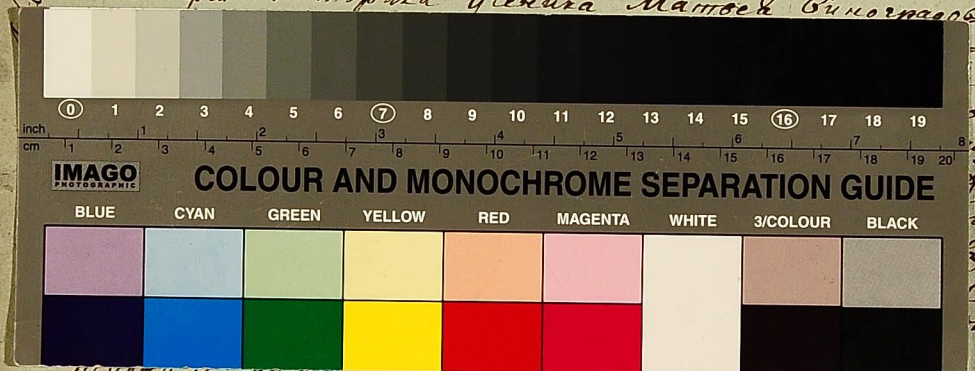 ученика Матвея Виноградов
0 1 2 3 4 5 6 7 8 9 10 11 12 13 14 15 16 17 18 19
inch 1 2 3 4 5 6 7 8
cm 1 2 3 4 5 6 7 8 9 10 11 12 13 14 15 16 17 18 19 20
IMAGO
PHOTOGRAPHIC
COLOUR AND MONOCHROME SEPARATION GUIDE
BLUE CYAN GREEN YELLOW RED MAGENTA WHITE 3/COLOUR BLACK